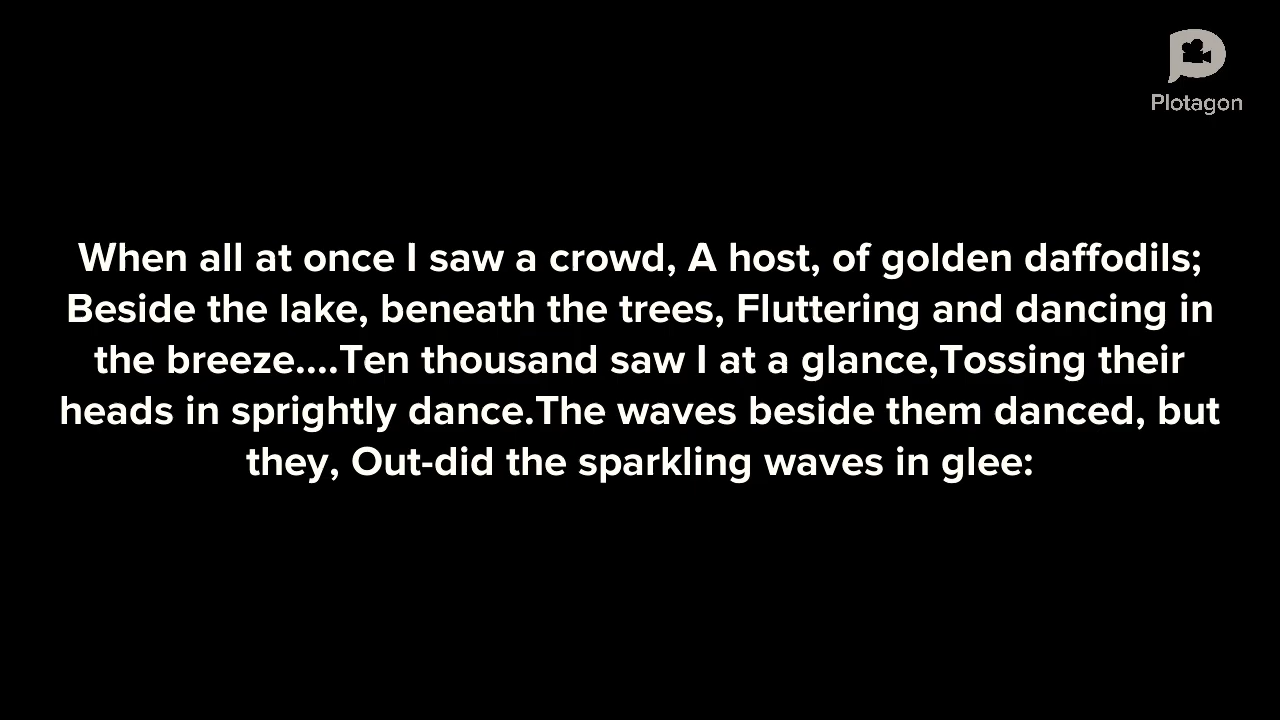 Plotagon
When all at once I saw a crowd, A host, of golden daffodils;
Beside the lake, beneath the trees, Fluttering and dancing in
the breeze....Ten thousand saw I at a glance,Tossing their
heads in sprightly dance.The waves beside them danced, but
they, Out-did the sparkling waves in glee: